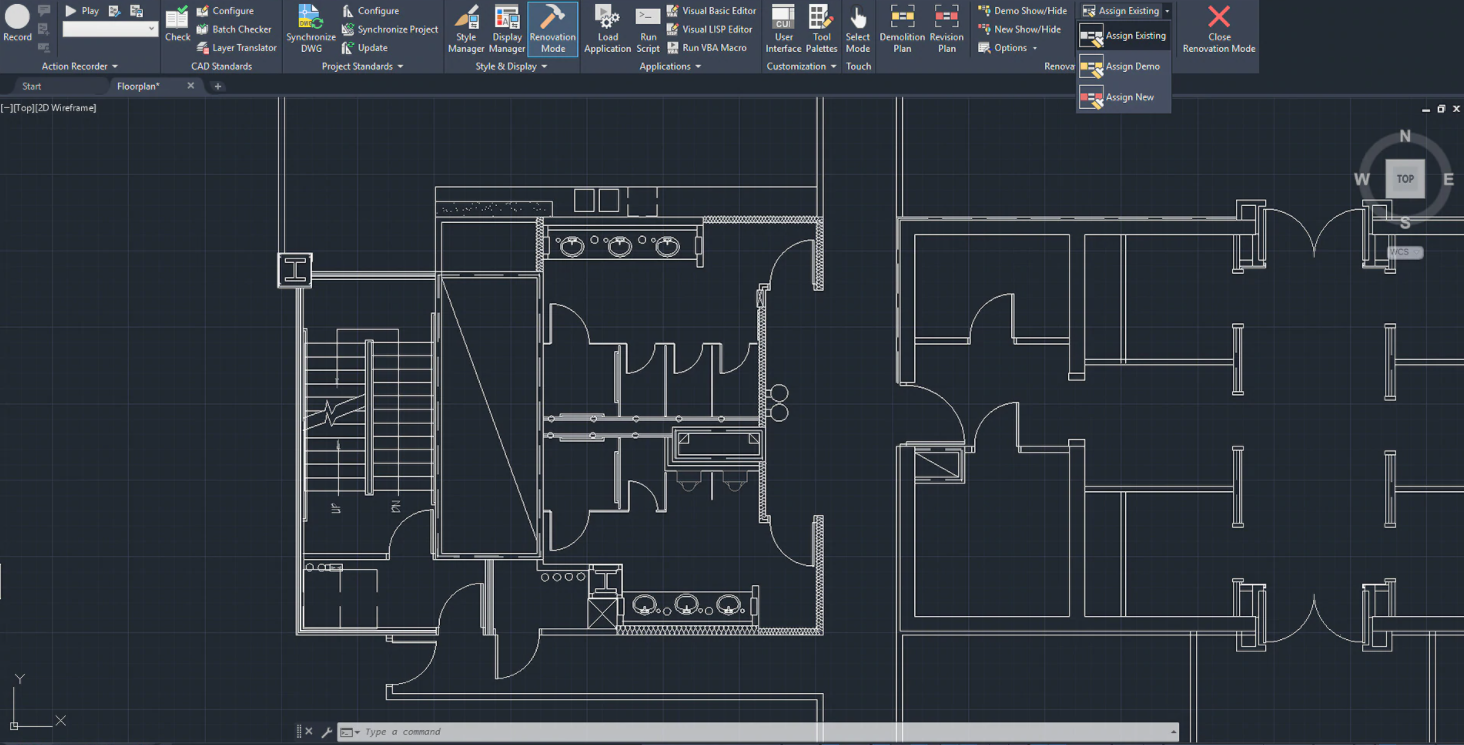 Record
Play
Action Recorder
Check
Configure
Batch Checker
Layer Translator
CAD Standards
Synchronize DWG
Configure
Synchronize Project
Update
Project Standards
Style Manager
Display Manager
Renovation Mode
Style & Display
Load Application
Run Script
Visual Basic Editor
Visual LISP Editor
Run VBA Macro
Applications
CUI
User Interface
Tool Palettes
Customization
Select Mode
Touch
Demolition Plan
Revision Plan
Demo Show/Hide
New Show/Hide
Options
Renova
Assign Existing
Assign Existing
Assign Demo
Assign New
Close
Renovation Mode
Start
Floorplan*
[−][Top][2D Wireframe]
N
W
TOP
E
S
WCS
UP
DN
Y
X
Type a command